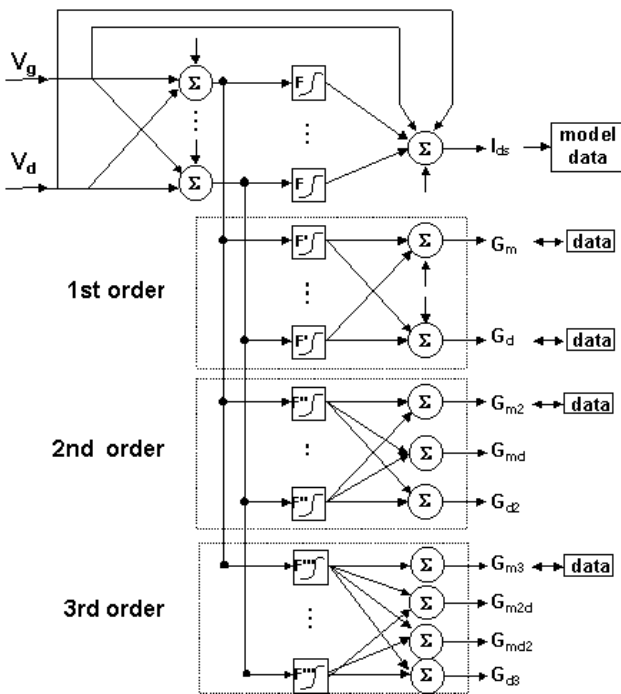 Vg
Σ
F
Vd
Σ
F
Σ
Ids
model
data
1st order
F'
Σ
Gm
data
F'
Σ
Gd
data
2nd order
F''
Σ
Gm2
data
Σ
Gmd
F''
Σ
Gd2
3rd order
F'''
Σ
Gm3
data
Σ
Gm2d
Σ
Gmd2
F'''
Σ
Gd3